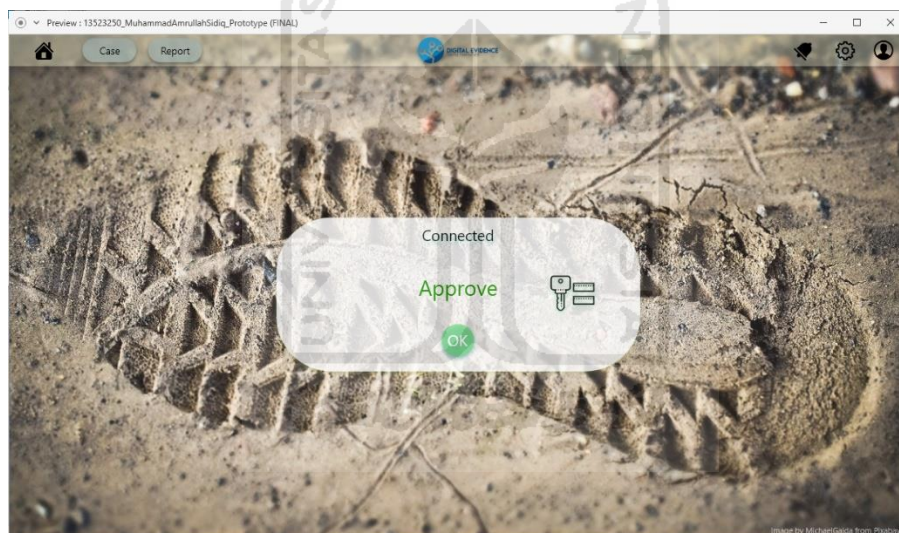 Preview : 13523250_MuhammadAmrullahSidiq_Prototype (FINAL)
Case
Report
DIGITAL EVIDENCE
Connected
Approve
OK
Image by MichaelGaida from Pixabay